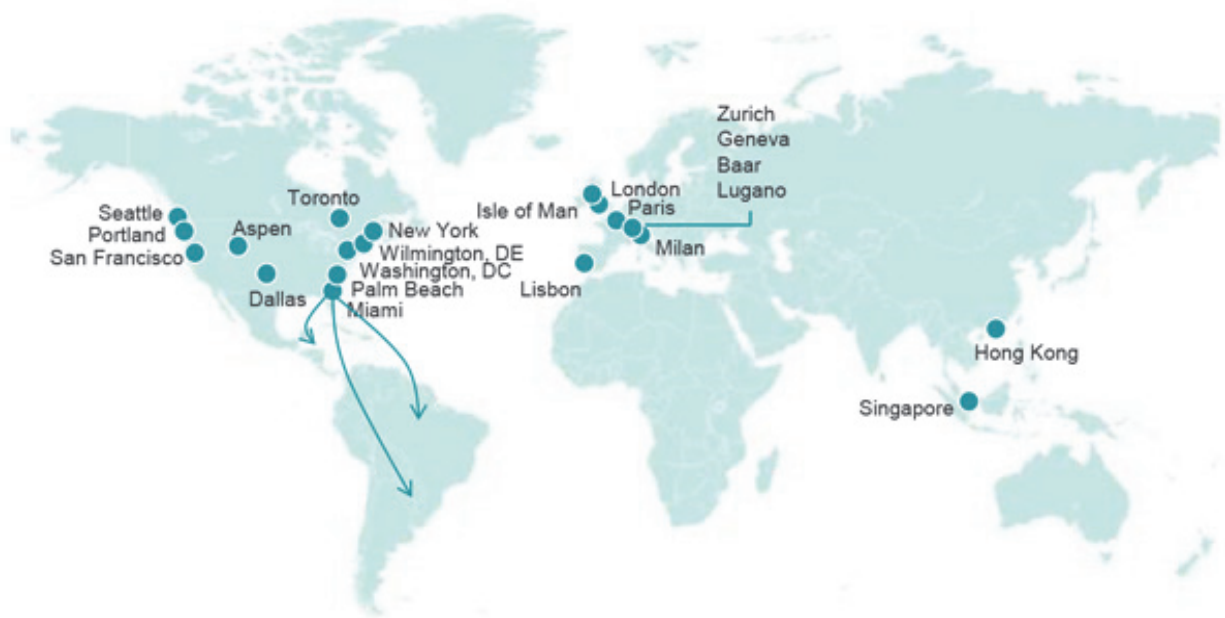 Zurich
Geneva
Baar
Lugano
London
Isle of Man
Paris
Milan
Lisbon
Toronto
Seattle
Portland
San Francisco
Aspen
New York
Wilmington, DE
Washington, DC
Dallas
Palm Beach
Miami
Hong Kong
Singapore